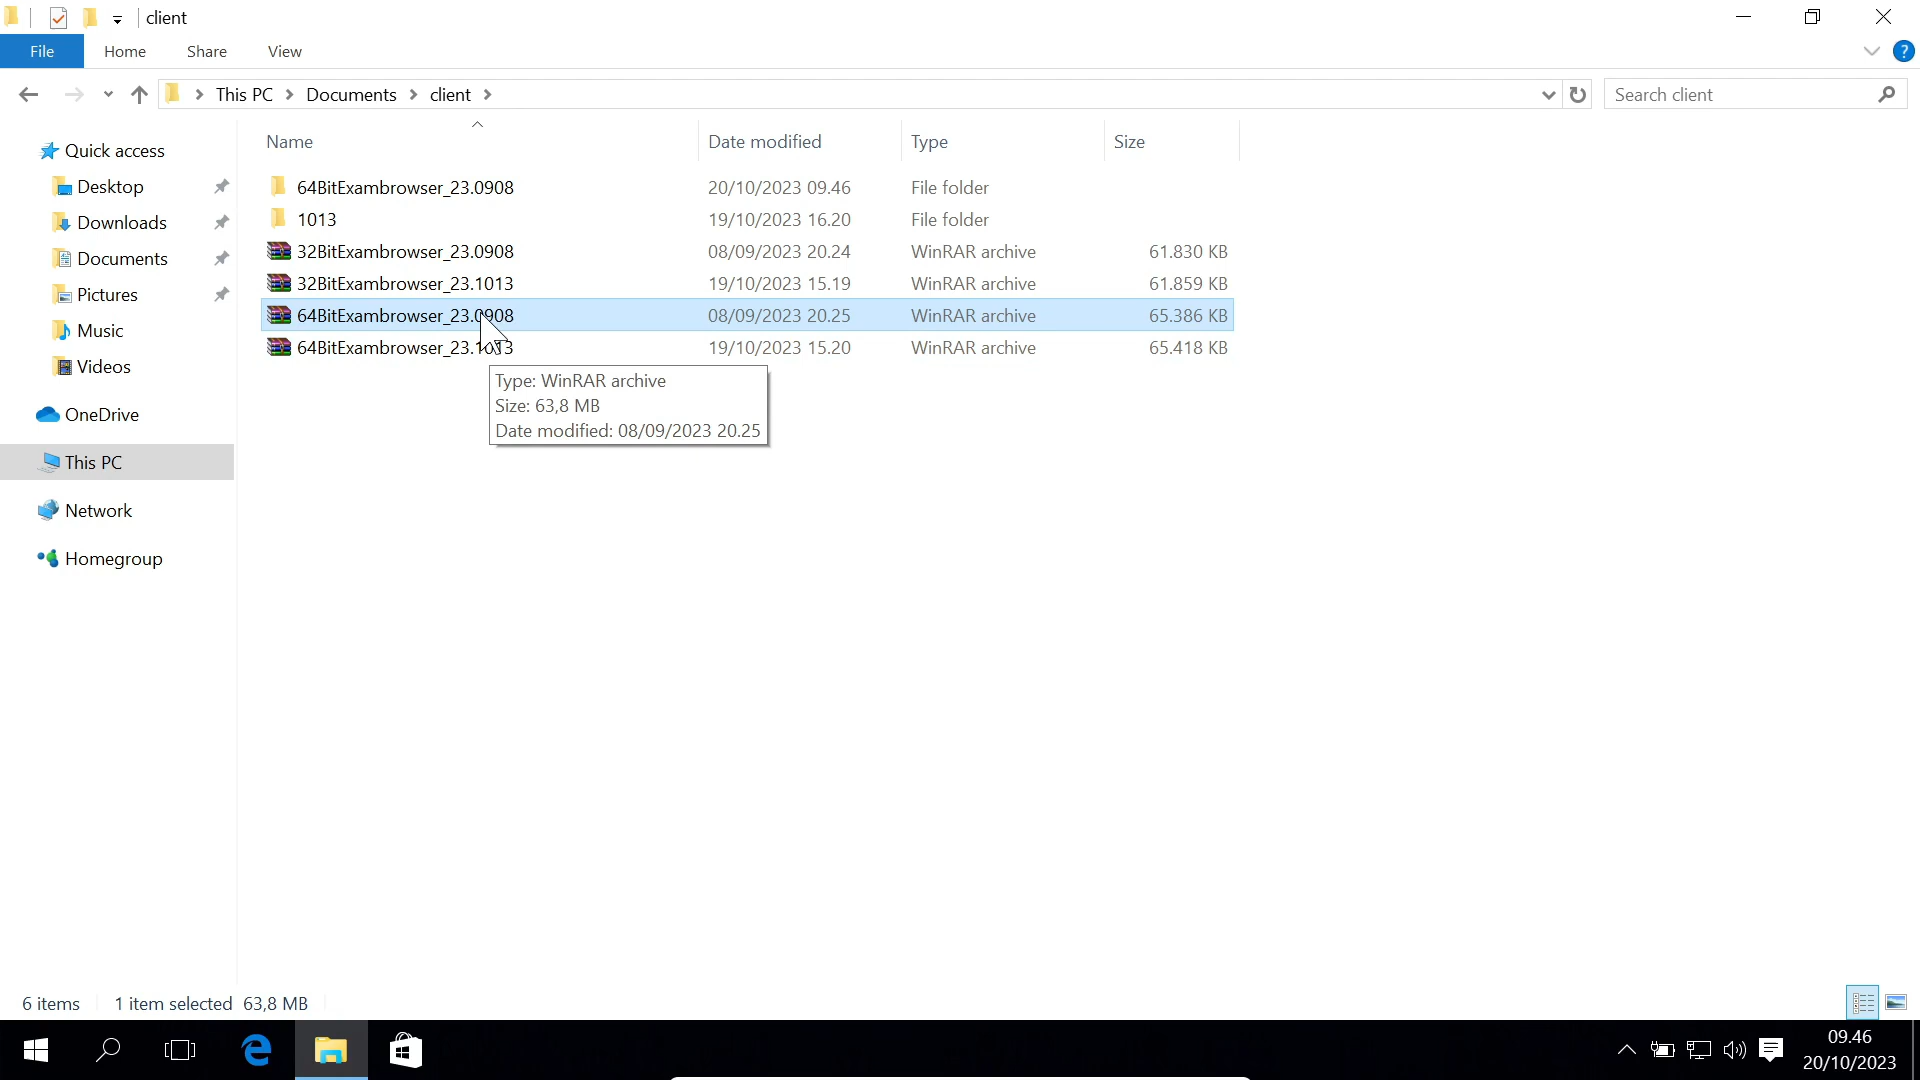 client
File Home Share View
?
This PC Documents client
Search client
Name Date modified Type Size
Quick access
Desktop
Downloads
Documents
Pictures
Music
Videos
OneDrive
This PC
Network
Homegroup
64BitExambrowser_23.0908 20/10/2023 09.46 File folder
1013 19/10/2023 16.20 File folder
32BitExambrowser_23.0908 08/09/2023 20.24 WinRAR archive 61.830 KB
32BitExambrowser_23.1013 19/10/2023 15.19 WinRAR archive 61.859 KB
64BitExambrowser_23.0908 08/09/2023 20.25 WinRAR archive 65.386 KB
64BitExambrowser_23.1013 19/10/2023 15.20 WinRAR archive 65.418 KB
Type: WinRAR archive
Size: 63,8 MB
Date modified: 08/09/2023 20.25
6 items 1 item selected 63,8 MB
09.46
20/10/2023